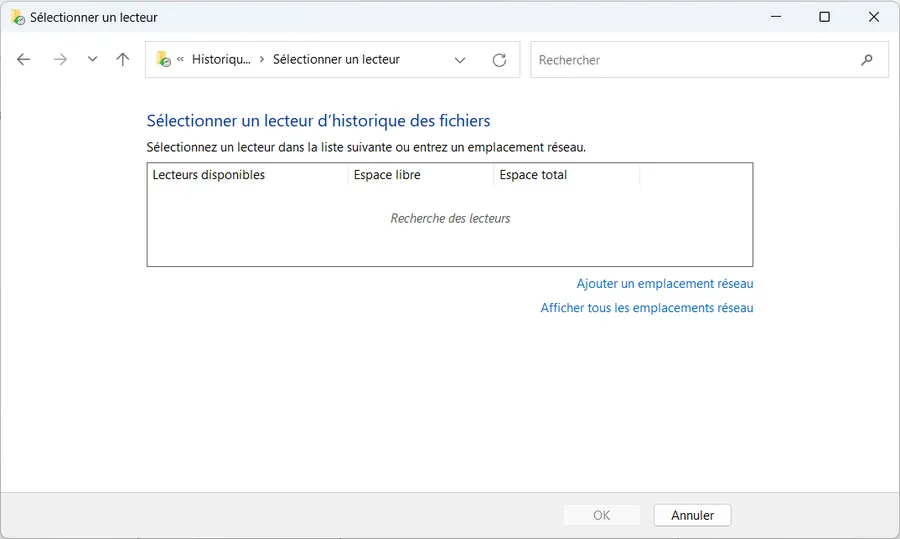 Sélectionner un lecteur
« Historiqu... > Sélectionner un lecteur
Rechercher
Sélectionner un lecteur d’historique des fichiers
Sélectionnez un lecteur dans la liste suivante ou entrez un emplacement réseau.
Lecteurs disponibles Espace libre Espace total
Recherche des lecteurs
Ajouter un emplacement réseau
Afficher tous les emplacements réseau
OK Annuler